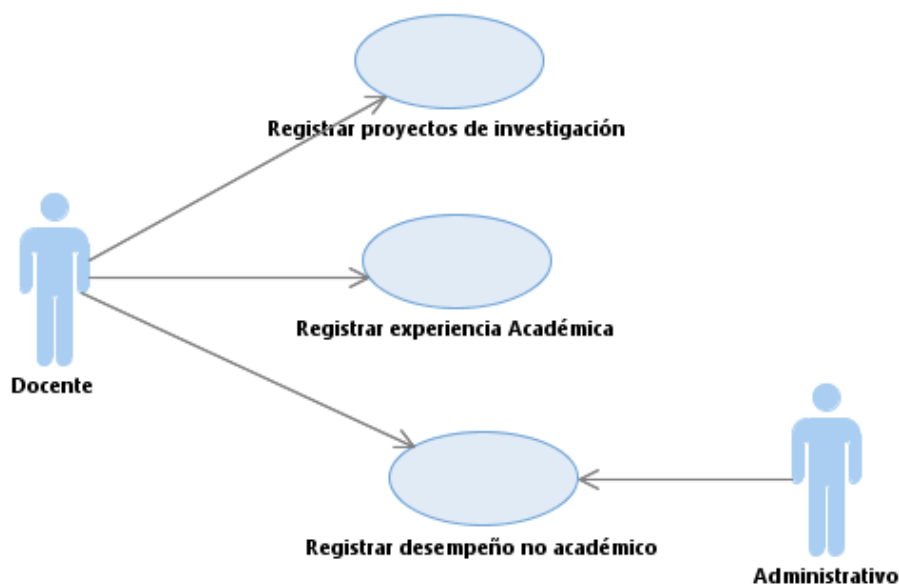 Registrar proyectos de investigación
Registrar experiencia Académica
Docente
Registrar desempeño no académico
Administrativo